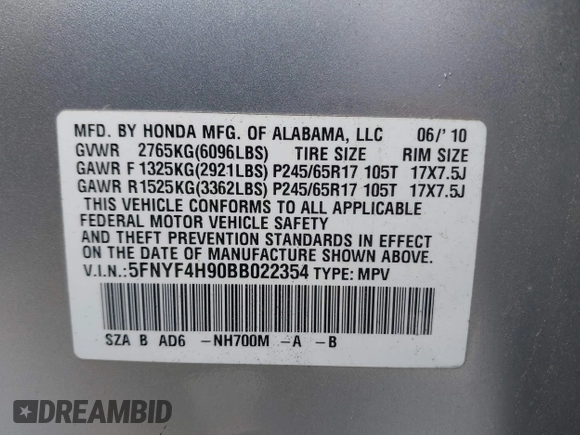 MFD. BY HONDA MFG. OF ALABAMA, LLC 06/'10
GVWR 2765KG(6096LBS) TIRE SIZE RIM SIZE
GAWR F 1325KG(2921LBS) P245/65R17 105T 17X7.5J
GAWR R 1525KG(3362LBS) P245/65R17 105T 17X7.5J
THIS VEHICLE CONFORMS TO ALL APPLICABLE
FEDERAL MOTOR VEHICLE SAFETY
AND THEFT PREVENTION STANDARDS IN EFFECT
ON THE DATE OF MANUFACTURE SHOWN ABOVE.
V.I.N.:5FNYF4H90BB022354 TYPE: MPV
SZA B AD6 -NH700M -A -B
DREAMBID